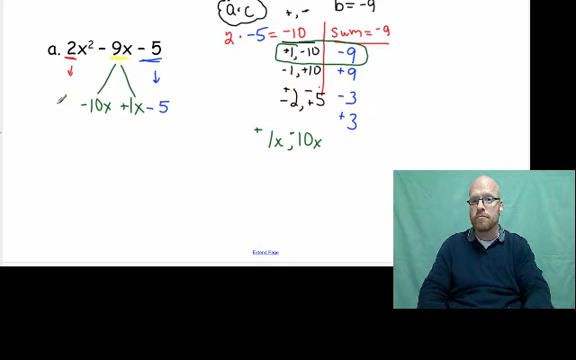 a·c +, - b = -9
2 · -5 = -10 Sum = -9
a. 2x² - 9x - 5 +1, -10 -9
-1, +10 +9
-10x +1x - 5 +-2, -+5 -3
+3
+1x, -10x
Extend Page